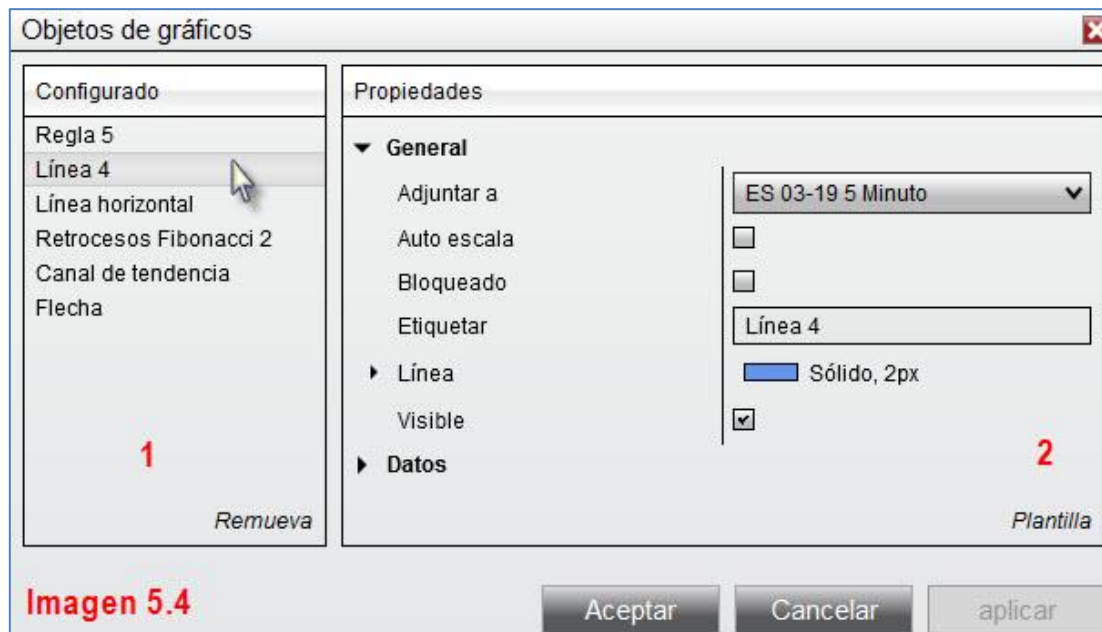 Objetos de gráficos
Configurado
Regla 5
Línea 4
Línea horizontal
Retrocesos Fibonacci 2
Canal de tendencia
Flecha
1
Remueva
Propiedades
General
Adjuntar a
ES 03-19 5 Minuto
Auto escala
Bloqueado
Etiquetar
Línea 4
Línea
Sólido, 2px
Visible
Datos
2
Plantilla
Imagen 5.4
Aceptar
Cancelar
aplicar